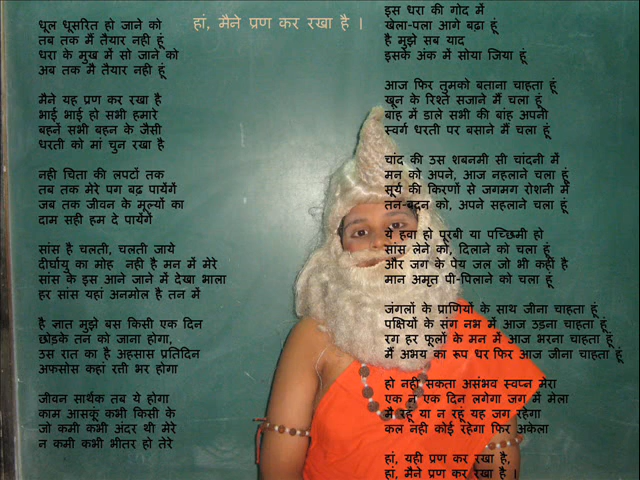 हां, मैने प्रण कर रखा है ।
धूल धूसरित हो जाने को
तब तक मैं तैयार नही हूं
धरा के मुख में सो जाने को
अब तक मैं तैयार नही हूं
मैने यह प्रण कर रखा है
भाई भाई हो सभी हमारे
बहनें सभी बहन के जैसी
धरती को मां चुन रखा है
नही चिता की लपटों तक
तब तक मेरे पग बढ़ पायेंगें
जब तक जीवन के मूल्यों का
दाम सही हम दे पायेंगें
सांस है चलती, चलती जाये
दीर्घायु का मोह नही है मन में मेरे
सांस के इस आने जाने में देखा भाला
हर सांस यहां अनमोल है तन में
है ज्ञात मुझे बस किसी एक दिन
छोड़के तन को जाना होगा,
उस रात का है अहसास प्रतिदिन
अफसोस कहां रत्ती भर होगा
जीवन सार्थक तब ये होगा
काम आसकूं कभी किसी के
जो कमी कभी अंदर थी मेरे
न कमी कभी भीतर हो तेरे
इस धरा की गोद में
खेला-पला आगे बढ़ा हूं
है मुझे सब याद
इसके अंक में सोया जिया हूं
आज फिर तुमको बताना चाहता हूं
खून के रिश्ते सजाने मैं चला हूं
बाह में डाले सभी की बांह अपनी
स्वर्ग धरती पर बसाने मैं चला हूं
चांद की उस शबनमी सी चांदनी में
मन को अपने, आज नहलाने चला हूं
सूर्य की किरणों से जगमग रोशनी में
तन-बदन को, अपने सहलाने चला हूं
ये हवा हो पूरबी या पच्छिमी हो
सांस लेने को, दिलाने को चला हूं
और जग के पेय जल जो भी कहीं है
मान अमृत पी-पिलाने को चला हूं
जंगलों के प्राणियों के साथ जीना चाहता हूं
पक्षियों के संग नभ में आज उड़ना चाहता हूं
रग हर फूलों के मन में आज भरना चाहता हूं
मैं अभय का रूप धर फिर आज जीना चाहता हूं
हो नही सकता असंभव स्वप्न मेरा
एक न एक दिन लगेगा जग में मेला
मैं रहूं या न रहूं यह जग रहेगा
कल नही कोई रहेगा फिर अकेला
हां, यही प्रण कर रखा है,
हां, मैने प्रण कर रखा है ।